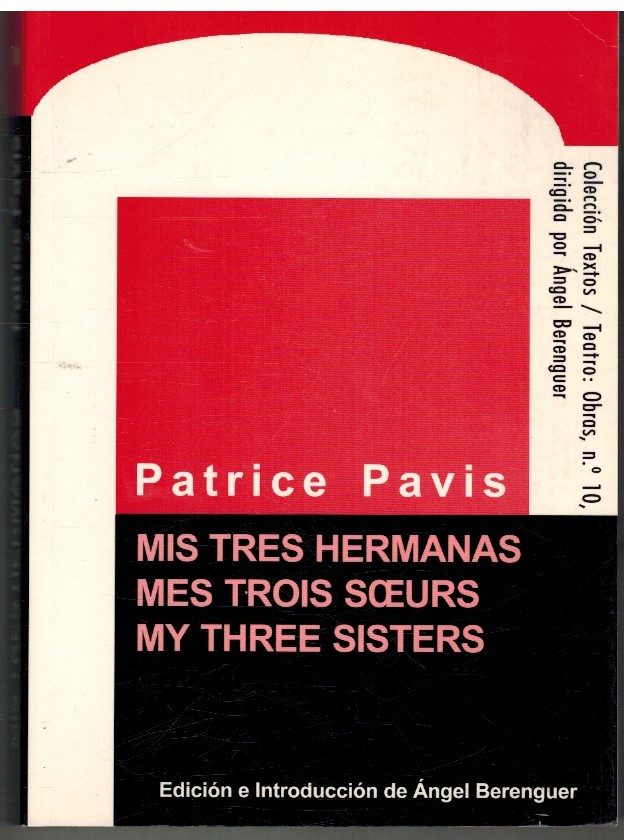 Colección Textos / Teatro: Obras, n.º 10,
dirigida por Ángel Berenguer
Patrice Pavis
MIS TRES HERMANAS
MES TROIS SŒURS
MY THREE SISTERS
Edición e Introducción de Ángel Berenguer